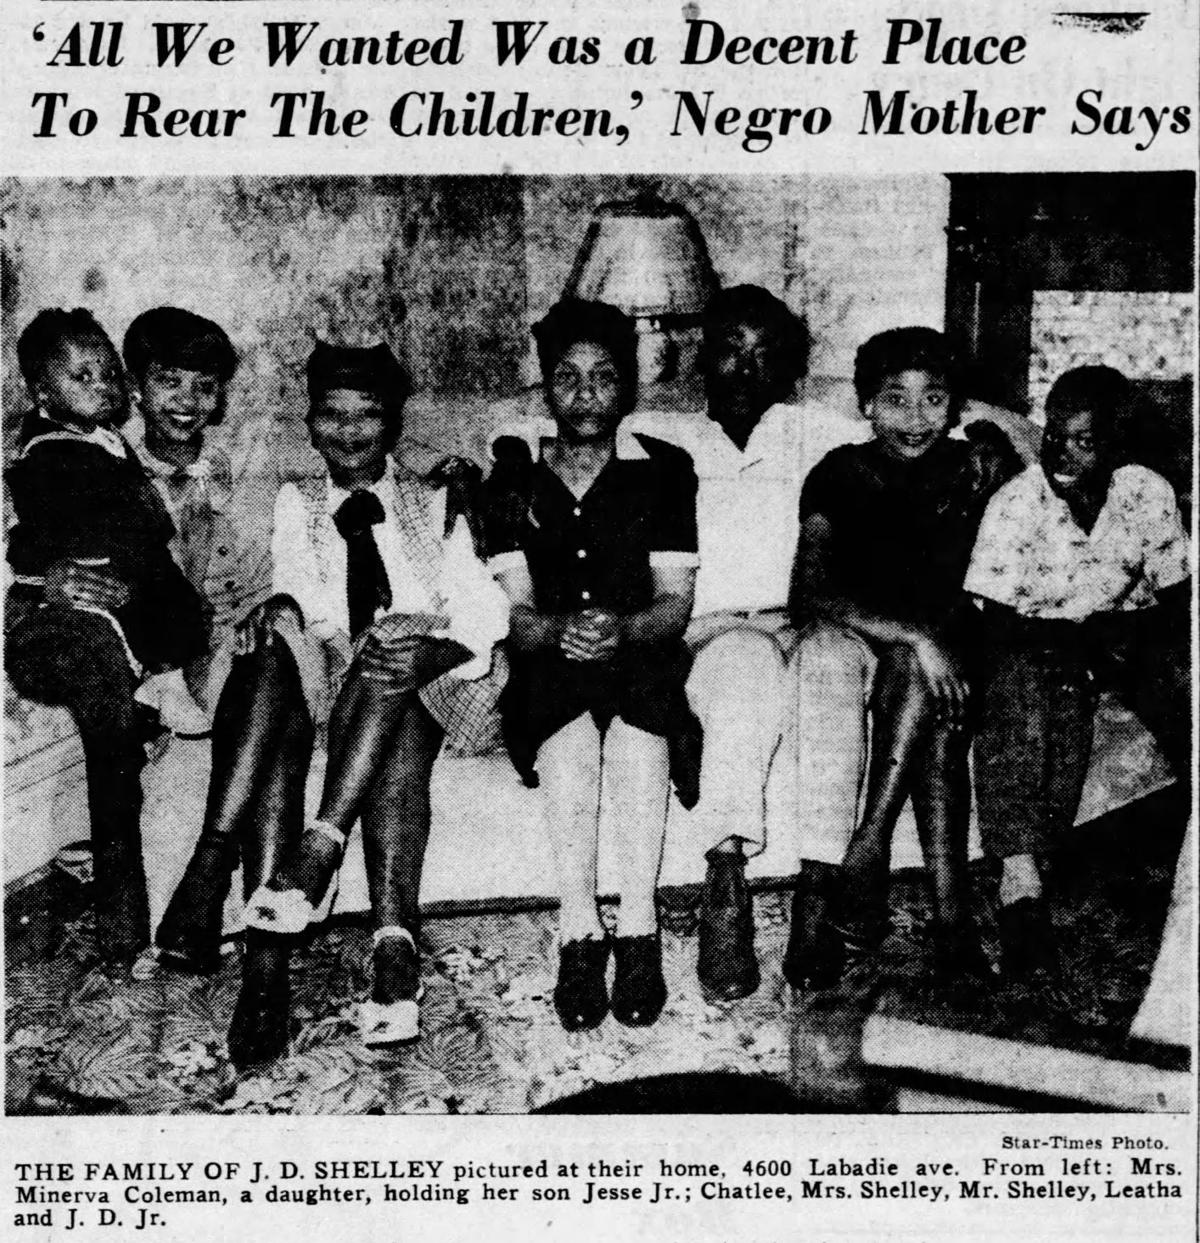 ‘All We Wanted Was a Decent Place
To Rear The Children,’ Negro Mother Says
Star-Times Photo.
THE FAMILY OF J. D. SHELLEY pictured at their home, 4600 Labadie ave. From left: Mrs.
Minerva Coleman, a daughter, holding her son Jesse Jr.; Chatlee, Mrs. Shelley, Mr. Shelley, Leatha
and J. D. Jr.